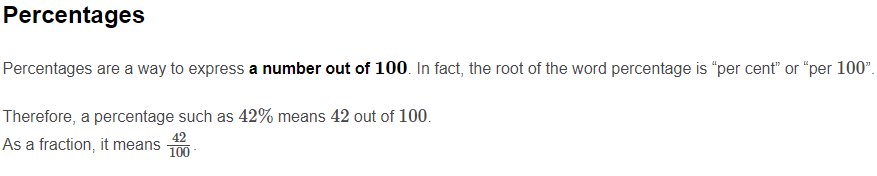 Percentages
Percentages are a way to express a number out of 100. In fact, the root of the word percentage is “per cent” or “per 100”.
Therefore, a percentage such as 42% means 42 out of 100.
As a fraction, it means 42/100.